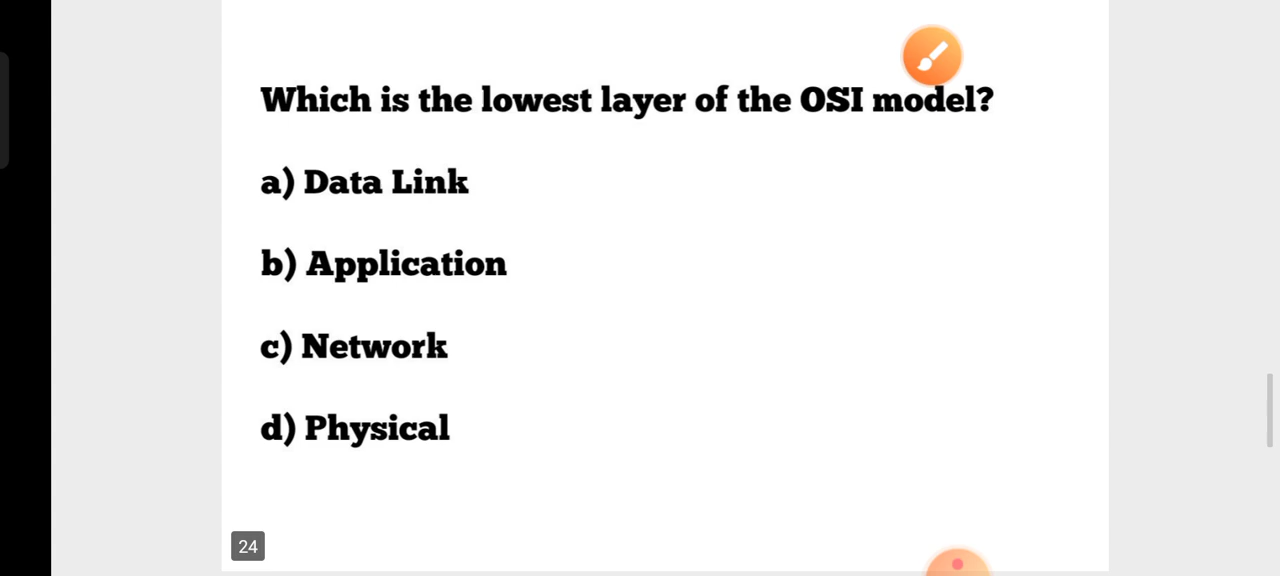 Which is the lowest layer of the OSI model?
a) Data Link
b) Application
c) Network
d) Physical
24